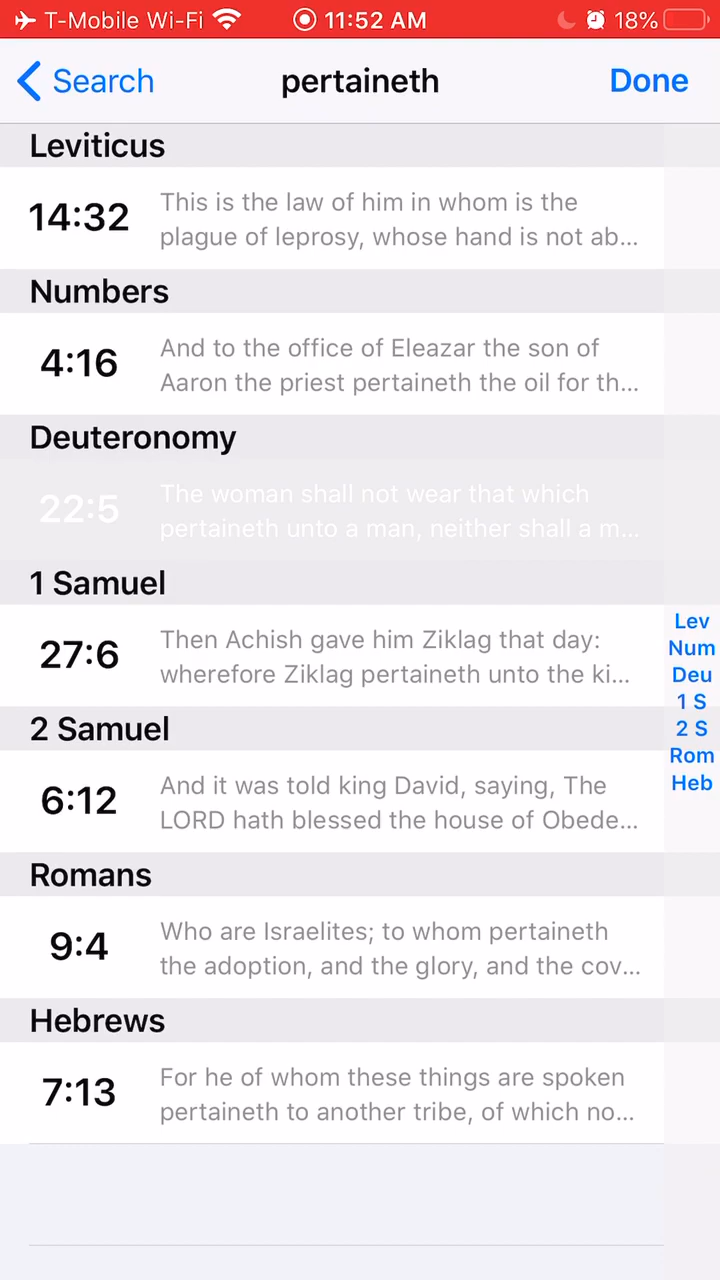 T-Mobile Wi-Fi 11:52 AM 18%
Search pertaineth Done
Leviticus
14:32 This is the law of him in whom is the
plague of leprosy, whose hand is not ab...
Numbers
4:16 And to the office of Eleazar the son of
Aaron the priest pertaineth the oil for th...
Deuteronomy
22:5 The woman shall not wear that which
pertaineth unto a man, neither shall a m...
1 Samuel
27:6 Then Achish gave him Ziklag that day:
wherefore Ziklag pertaineth unto the ki...
2 Samuel
6:12 And it was told king David, saying, The
LORD hath blessed the house of Obede...
Romans
9:4 Who are Israelites; to whom pertaineth
the adoption, and the glory, and the cov...
Hebrews
7:13 For he of whom these things are spoken
pertaineth to another tribe, of which no...
Lev
Num
Deu
1 S
2 S
Rom
Heb